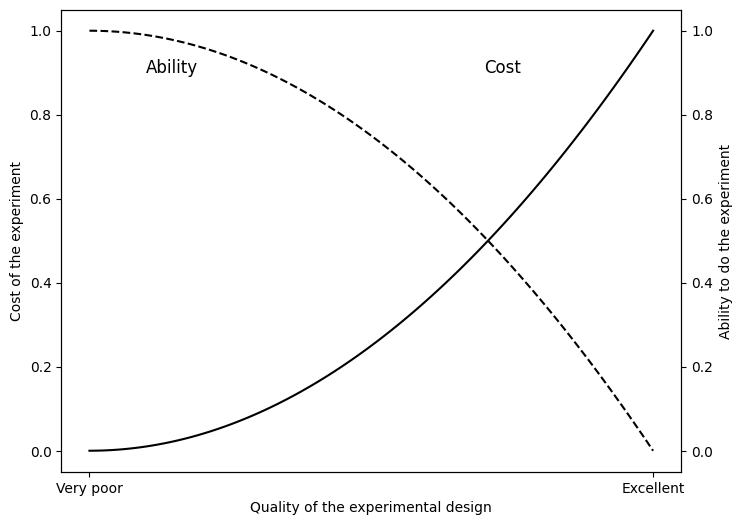 1.0
0.8
0.6
0.4
0.2
0.0
Cost of the experiment
Ability
Cost
1.0
0.8
0.6
0.4
0.2
0.0
Ability to do the experiment
Very poor
Excellent
Quality of the experimental design